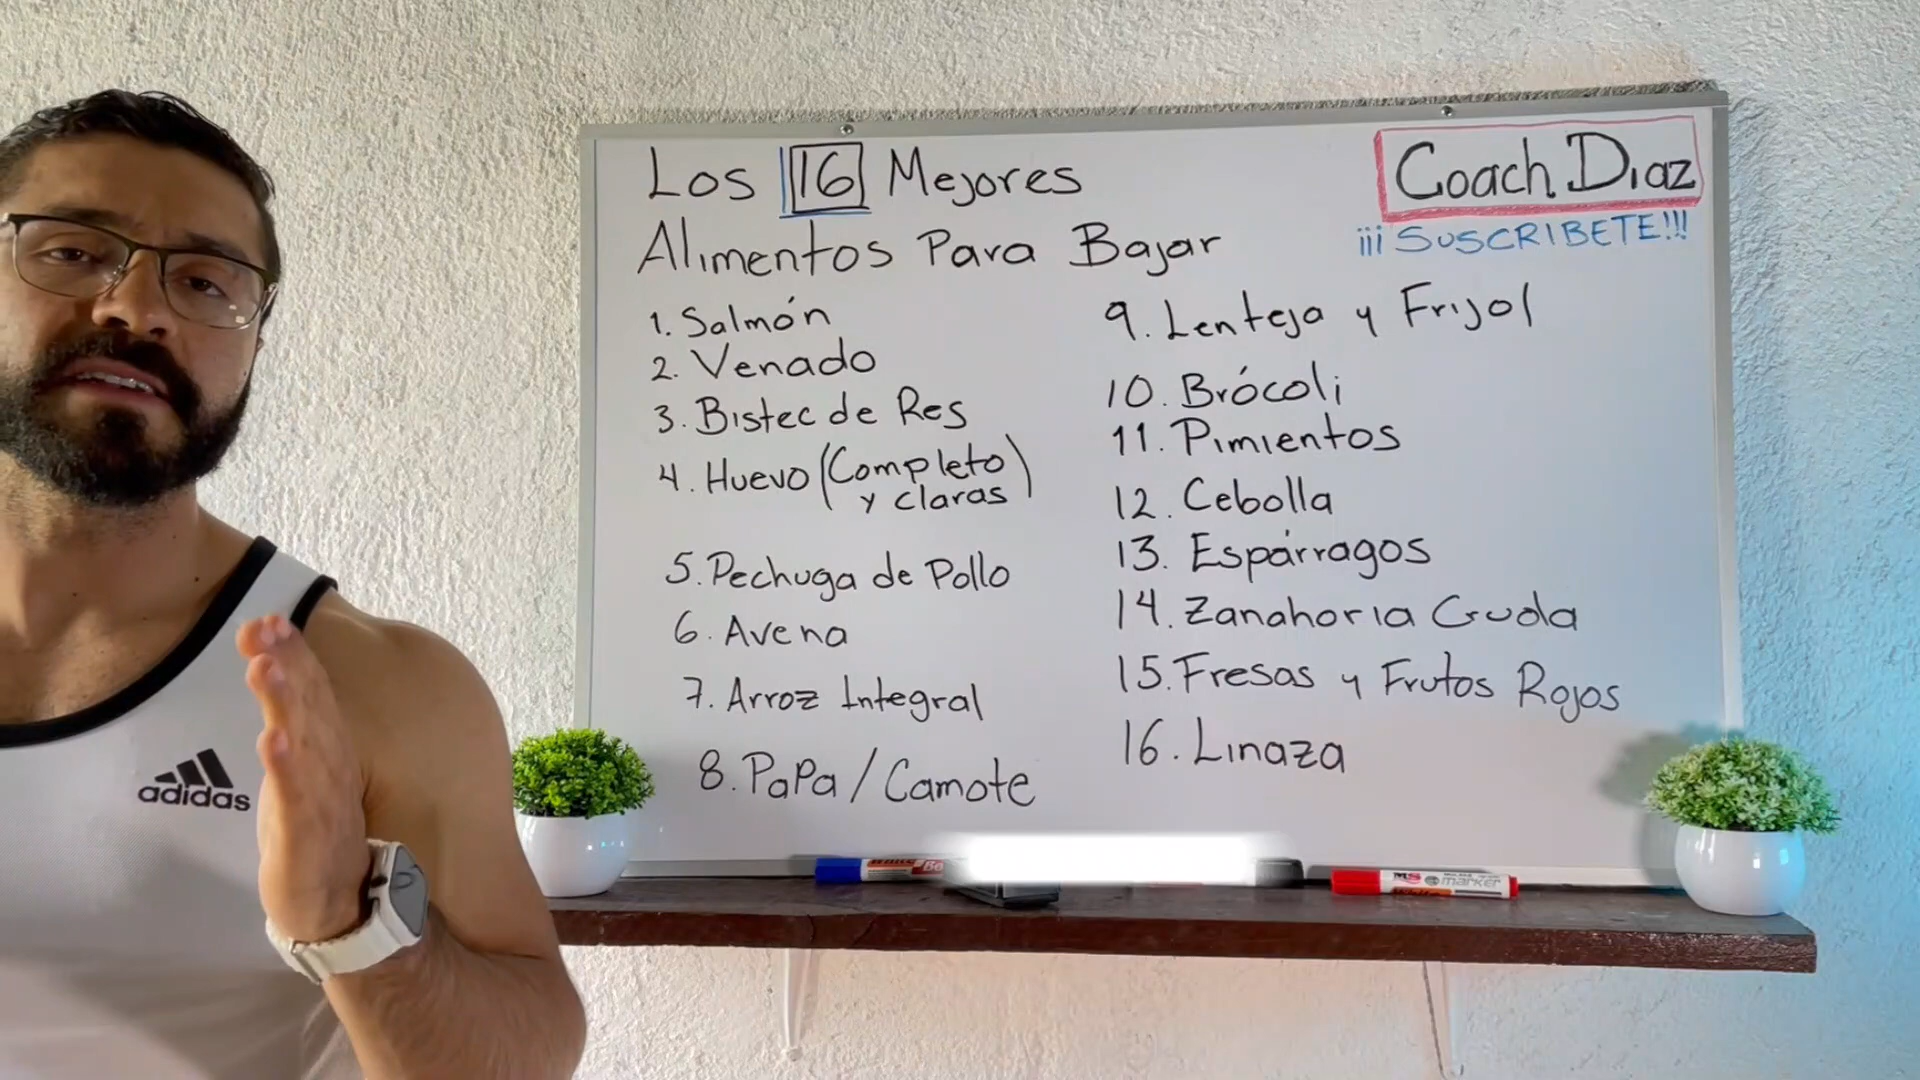 Los 16 Mejores
Alimentos Para Bajar
Coach Diaz
¡¡¡SUSCRIBETE!!!
1. Salmón
2. Venado
3. Bistec de Res
4. Huevo (Completo
y claras)
5. Pechuga de Pollo
6. Avena
7. Arroz Integral
8. Papa / Camote
9. Lenteja y Frijol
10. Brócoli
11. Pimientos
12. Cebolla
13. Espárragos
14. Zanahoria Cruda
15. Fresas y Frutos Rojos
16. Linaza
adidas
MS marker